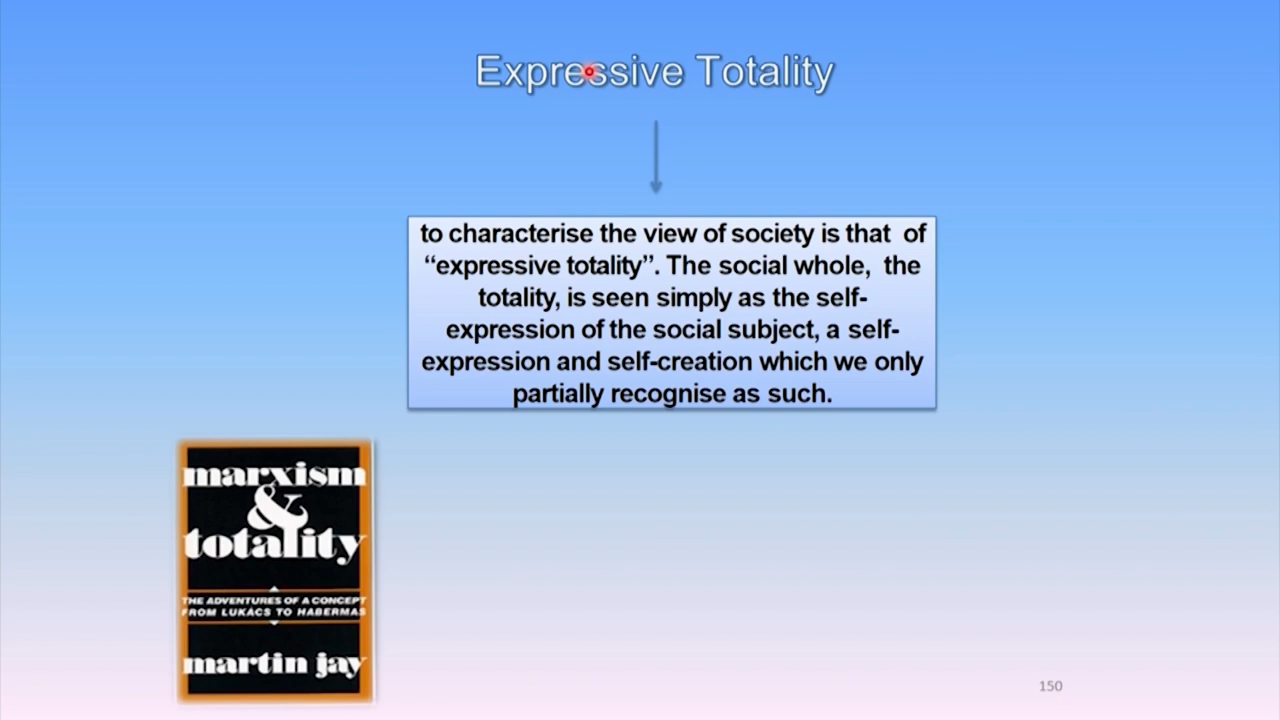 Expressive Totality
to characterise the view of society is that of
“expressive totality”. The social whole, the
totality, is seen simply as the self-
expression of the social subject, a self-
expression and self-creation which we only
partially recognise as such.
marxism
&
totality
THE ADVENTURES OF A CONCEPT
FROM LUKÁCS TO HABERMAS
martin jay
150